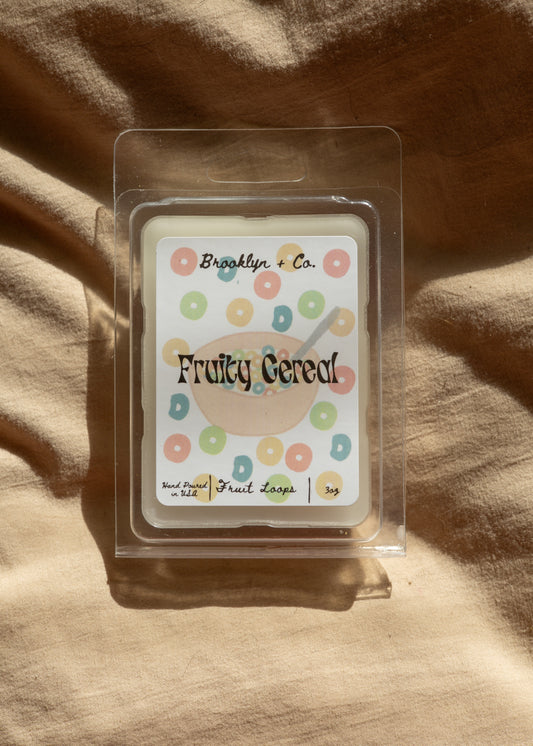 Brooklyn + Co.
Fruity Cereal
Hand Poured
in USA
Fruit Loops
3oz